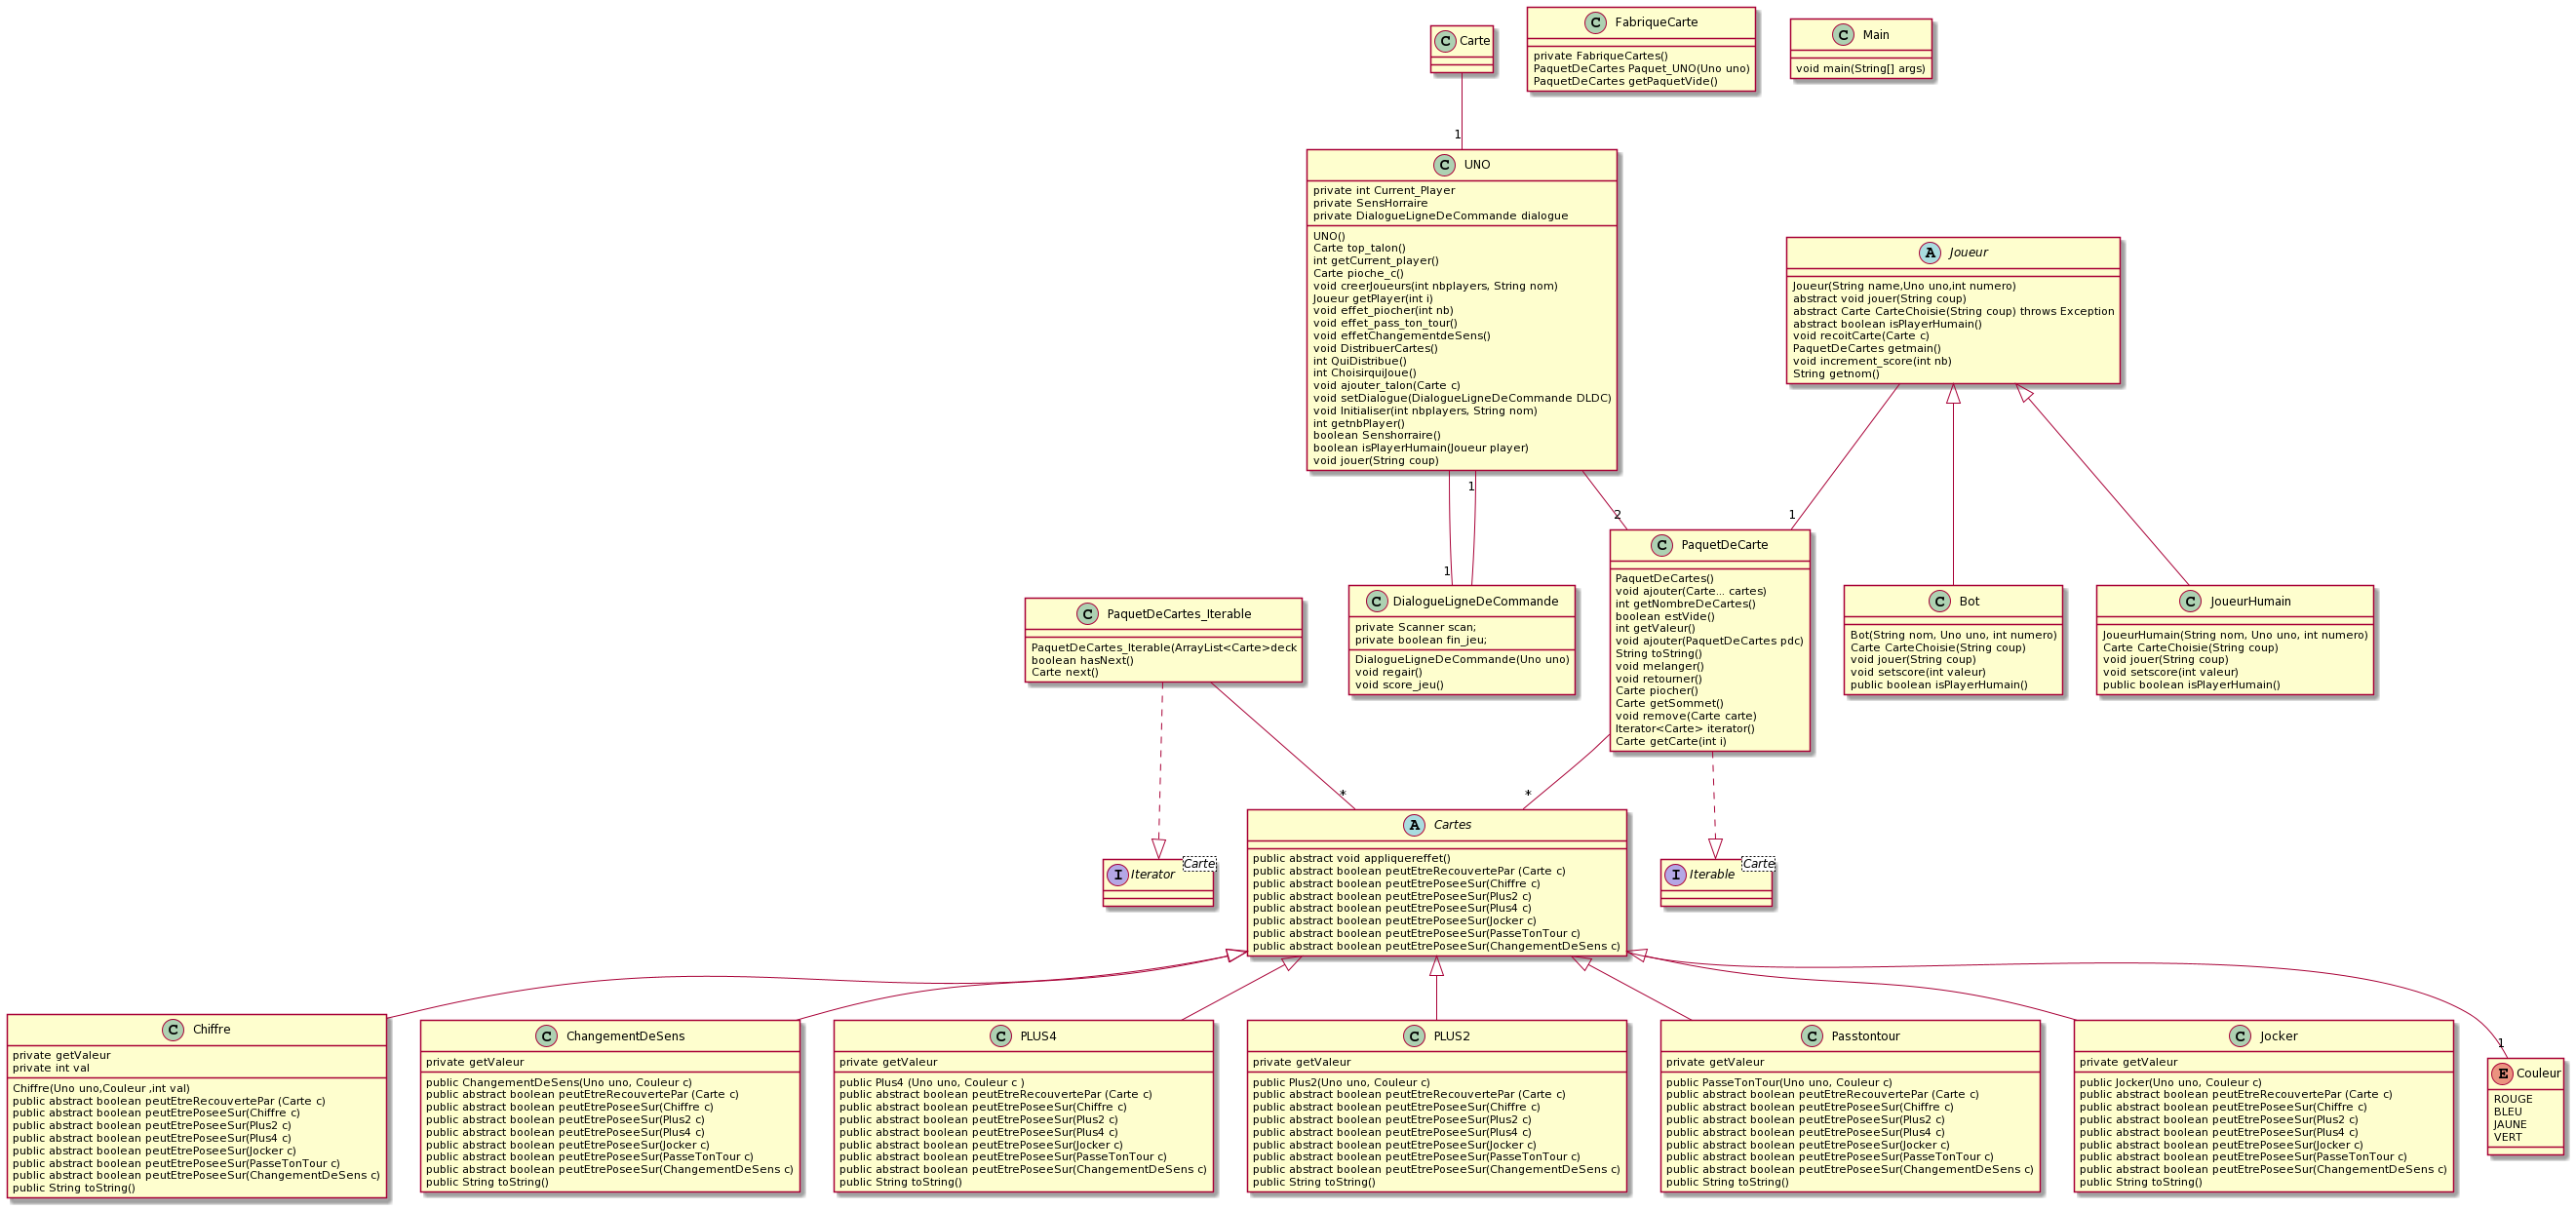 C Carte
C FabriqueCarte
private FabriqueCartes()
PaquetDeCartes Paquet_UNO(Uno uno)
PaquetDeCartes getPaquetVide()
C Main
void main(String[] args)
1
C UNO
private int Current_Player
private SensHorraire
private DialogueLigneDeCommande dialogue
UNO()
Carte top_talon()
int getCurrent_player()
Carte pioche_c()
void creerJoueurs(int nbplayers, String nom)
Joueur getPlayer(int i)
void effet_piocher(int nb)
void effet_pass_ton_tour()
void effetChangementdeSens()
void DistribuerCartes()
int QuiDistribue()
int ChoisirquiJoue()
void ajouter_talon(Carte c)
void setDialogue(DialogueLigneDeCommande DLDC)
void Initialiser(int nbplayers, String nom)
int getnbPlayer()
boolean Senshorraire()
boolean isPlayerHumain(Joueur player)
void jouer(String coup)
A Joueur
Joueur(String name,Uno uno,int numero)
abstract void jouer(String coup)
abstract Carte CarteChoisie(String coup) throws Exception
abstract boolean isPlayerHumain()
void recoitCarte(Carte c)
PaquetDeCartes getmain()
void increment_score(int nb)
String getnom()
1
1
2
1
C PaquetDeCartes_Iterable
PaquetDeCartes_Iterable(ArrayList<Carte>deck
boolean hasNext()
Carte next()
C DialogueLigneDeCommande
private Scanner scan;
private boolean fin_jeu;
DialogueLigneDeCommande(Uno uno)
void regair()
void score_jeu()
C PaquetDeCarte
PaquetDeCartes()
void ajouter(Carte... cartes)
int getNombreDeCartes()
boolean estVide()
int getValeur()
void ajouter(PaquetDeCartes pdc)
String toString()
void melanger()
void retourner()
Carte piocher()
Carte getSommet()
void remove(Carte carte)
Iterator<Carte> iterator()
Carte getCarte(int i)
C Bot
Bot(String nom, Uno uno, int numero)
Carte CarteChoisie(String coup)
void jouer(String coup)
void setscore(int valeur)
public boolean isPlayerHumain()
C JoueurHumain
JoueurHumain(String nom, Uno uno, int numero)
Carte CarteChoisie(String coup)
void jouer(String coup)
void setscore(int valeur)
public boolean isPlayerHumain()
*
*
I Iterator Carte
A Cartes
public abstract void appliquereffet()
public abstract boolean peutEtreRecouvertePar (Carte c)
public abstract boolean peutEtrePoseeSur(Chiffre c)
public abstract boolean peutEtrePoseeSur(Plus2 c)
public abstract boolean peutEtrePoseeSur(Plus4 c)
public abstract boolean peutEtrePoseeSur(Jocker c)
public abstract boolean peutEtrePoseeSur(PasseTonTour c)
public abstract boolean peutEtrePoseeSur(ChangementDeSens c)
I Iterable Carte
C Chiffre
private getValeur
private int val
Chiffre(Uno uno,Couleur ,int val)
public abstract boolean peutEtreRecouvertePar (Carte c)
public abstract boolean peutEtrePoseeSur(Chiffre c)
public abstract boolean peutEtrePoseeSur(Plus2 c)
public abstract boolean peutEtrePoseeSur(Plus4 c)
public abstract boolean peutEtrePoseeSur(Jocker c)
public abstract boolean peutEtrePoseeSur(PasseTonTour c)
public abstract boolean peutEtrePoseeSur(ChangementDeSens c)
public String toString()
C ChangementDeSens
private getValeur
public ChangementDeSens(Uno uno, Couleur c)
public abstract boolean peutEtreRecouvertePar (Carte c)
public abstract boolean peutEtrePoseeSur(Chiffre c)
public abstract boolean peutEtrePoseeSur(Plus2 c)
public abstract boolean peutEtrePoseeSur(Plus4 c)
public abstract boolean peutEtrePoseeSur(Jocker c)
public abstract boolean peutEtrePoseeSur(PasseTonTour c)
public abstract boolean peutEtrePoseeSur(ChangementDeSens c)
public String toString()
C PLUS4
private getValeur
public Plus4 (Uno uno, Couleur c )
public abstract boolean peutEtreRecouvertePar (Carte c)
public abstract boolean peutEtrePoseeSur(Chiffre c)
public abstract boolean peutEtrePoseeSur(Plus2 c)
public abstract boolean peutEtrePoseeSur(Plus4 c)
public abstract boolean peutEtrePoseeSur(Jocker c)
public abstract boolean peutEtrePoseeSur(PasseTonTour c)
public abstract boolean peutEtrePoseeSur(ChangementDeSens c)
public String toString()
C PLUS2
private getValeur
public Plus2(Uno uno, Couleur c)
public abstract boolean peutEtreRecouvertePar (Carte c)
public abstract boolean peutEtrePoseeSur(Chiffre c)
public abstract boolean peutEtrePoseeSur(Plus2 c)
public abstract boolean peutEtrePoseeSur(Plus4 c)
public abstract boolean peutEtrePoseeSur(Jocker c)
public abstract boolean peutEtrePoseeSur(PasseTonTour c)
public abstract boolean peutEtrePoseeSur(ChangementDeSens c)
public String toString()
C Passtontour
private getValeur
public PasseTonTour(Uno uno, Couleur c)
public abstract boolean peutEtreRecouvertePar (Carte c)
public abstract boolean peutEtrePoseeSur(Chiffre c)
public abstract boolean peutEtrePoseeSur(Plus2 c)
public abstract boolean peutEtrePoseeSur(Plus4 c)
public abstract boolean peutEtrePoseeSur(Jocker c)
public abstract boolean peutEtrePoseeSur(PasseTonTour c)
public abstract boolean peutEtrePoseeSur(ChangementDeSens c)
public String toString()
C Jocker
private getValeur
public Jocker(Uno uno, Couleur c)
public abstract boolean peutEtreRecouvertePar (Carte c)
public abstract boolean peutEtrePoseeSur(Chiffre c)
public abstract boolean peutEtrePoseeSur(Plus2 c)
public abstract boolean peutEtrePoseeSur(Plus4 c)
public abstract boolean peutEtrePoseeSur(Jocker c)
public abstract boolean peutEtrePoseeSur(PasseTonTour c)
public abstract boolean peutEtrePoseeSur(ChangementDeSens c)
public String toString()
1
E Couleur
ROUGE
BLEU
JAUNE
VERT